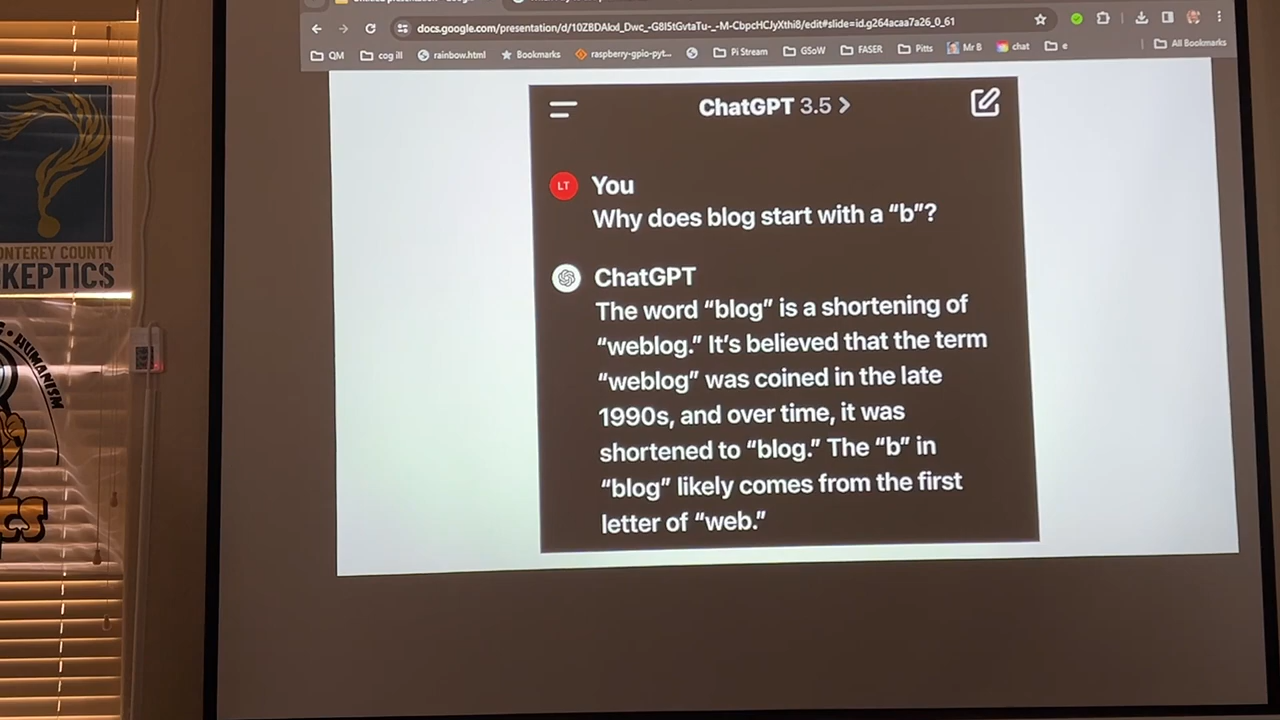 docs.google.com/presentation/d/10ZBDAkxl_Dwc_-G8I5tGvtaTu-_-M-CbpcHCJyXthi8/edit#slide=id.g264acaa7a26_0_61
QM cog ill rainbow.html Bookmarks raspberry-gpio-pyt... Pi Stream GSoW FASER Pitts Mr B chat e All Bookmarks
ChatGPT 3.5 >
LT You
Why does blog start with a “b”?
ChatGPT
The word “blog” is a shortening of
“weblog.” It’s believed that the term
“weblog” was coined in the late
1990s, and over time, it was
shortened to “blog.” The “b” in
“blog” likely comes from the first
letter of “web.”
ONTEREY COUNTY
KEPTICS
HUMANISM